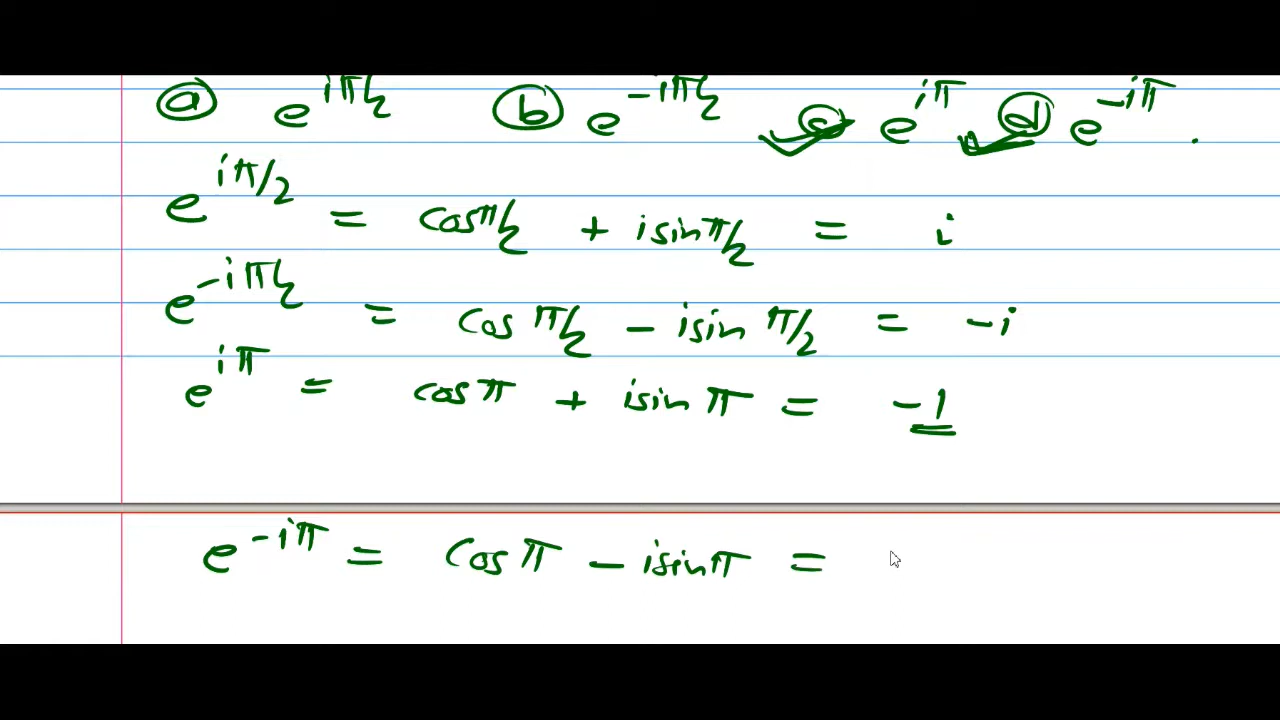 ⓐ e^{iπ/2} ⓑ e^{-iπ/2} ⓒ e^{iπ} ⓓ e^{-iπ}.
e^{iπ/2} = cos π/2 + i sin π/2 = i
e^{-iπ/2} = cos π/2 - i sin π/2 = -i
e^{iπ} = cos π + i sin π = -1
e^{-iπ} = cos π - i sin π =